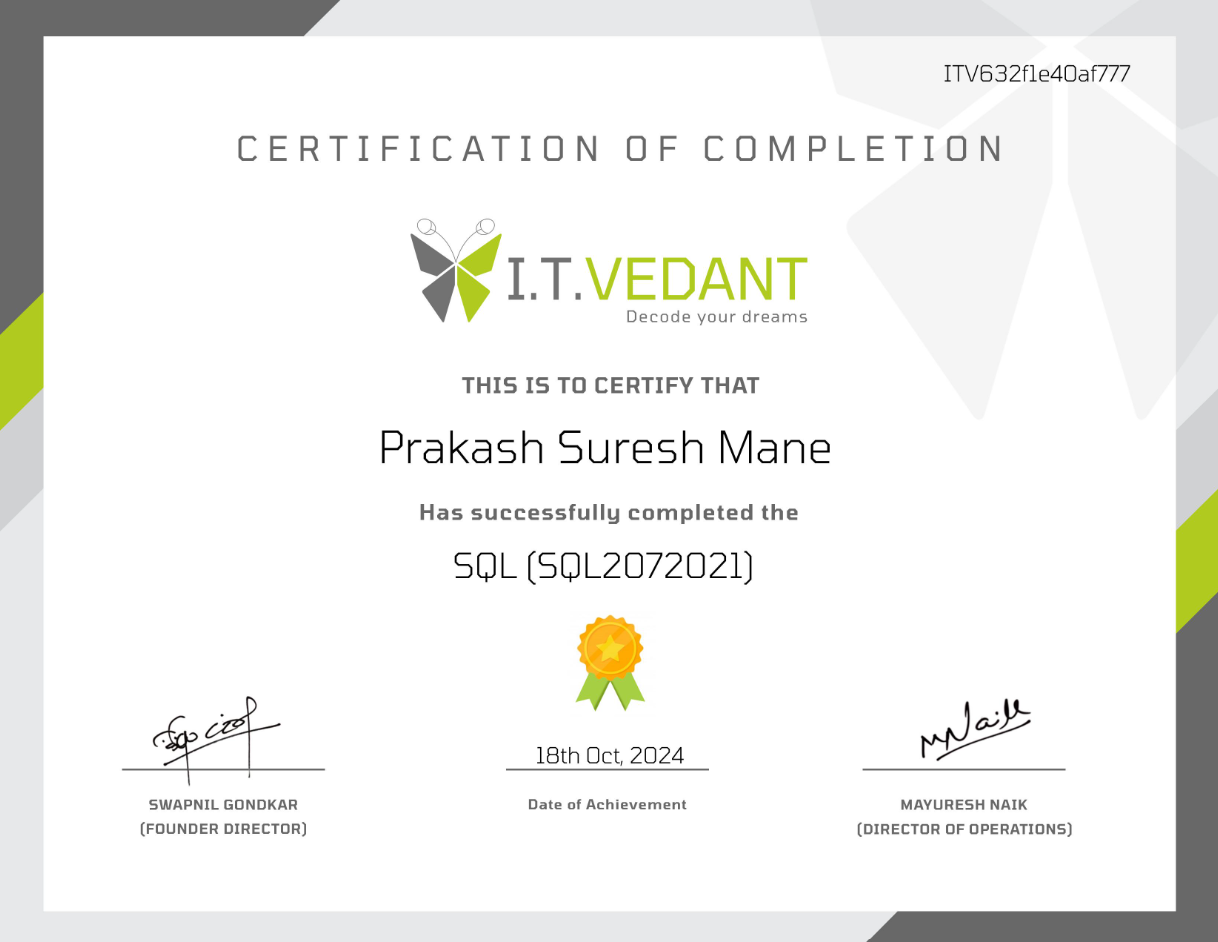 ITV632f1e40af777
CERTIFICATION OF COMPLETION
I.T.VEDANT
Decode your dreams
THIS IS TO CERTIFY THAT
Prakash Suresh Mane
Has successfully completed the
SQL (SQL2072021)
18th Oct, 2024
SWAPNIL GONDKAR
(FOUNDER DIRECTOR)
Date of Achievement
MNaik
MAYURESH NAIK
(DIRECTOR OF OPERATIONS)